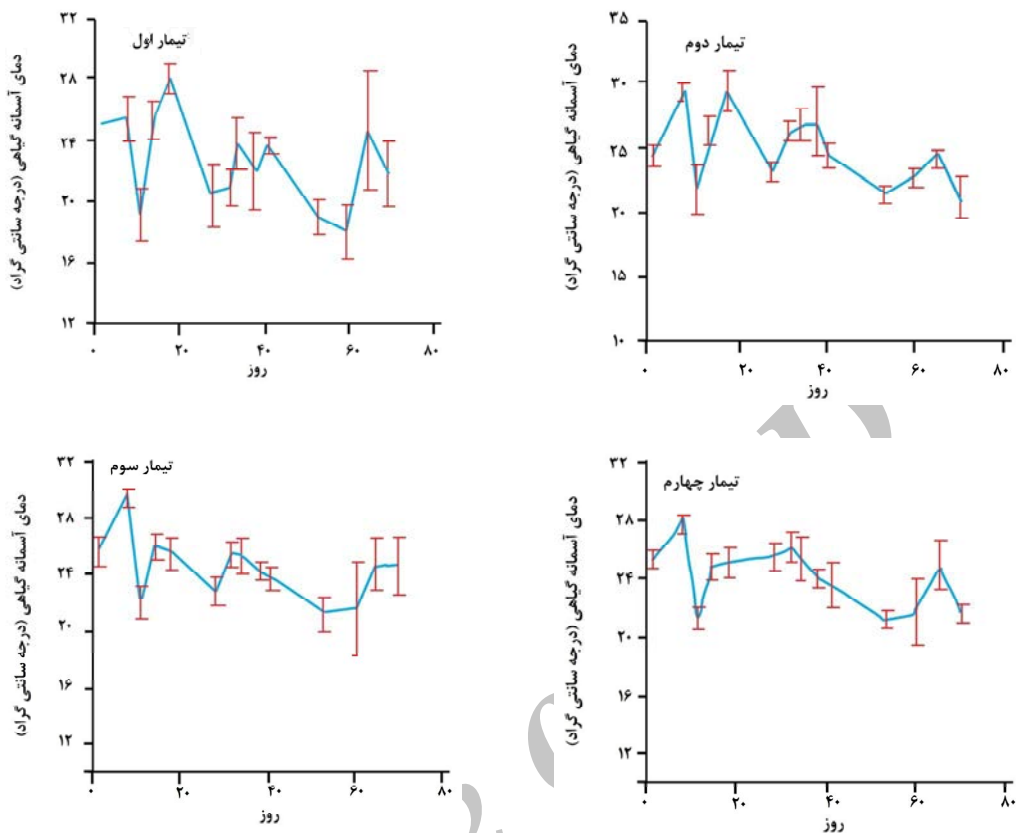 تیمار اول
دمای آسمانه گیاهی (درجه سانتی گراد)
۳۲
۲۸
۲۴
۲۰
۱۶
۱۲
۰ ۲۰ ۴۰ ۶۰ ۸۰
روز
تیمار دوم
دمای آسمانه گیاهی (درجه سانتی گراد)
۳۵
۳۰
۲۵
۲۰
۱۵
۱۰
۰ ۲۰ ۴۰ ۶۰ ۸۰
روز
تیمار سوم
دمای آسمانه گیاهی (درجه سانتی گراد)
۳۲
۲۸
۲۴
۲۰
۱۶
۱۲
۰ ۲۰ ۴۰ ۶۰ ۸۰
روز
تیمار چهارم
دمای آسمانه گیاهی (درجه سانتی گراد)
۳۲
۲۸
۲۴
۲۰
۱۶
۱۲
۰ ۲۰ ۴۰ ۶۰ ۸۰
روز